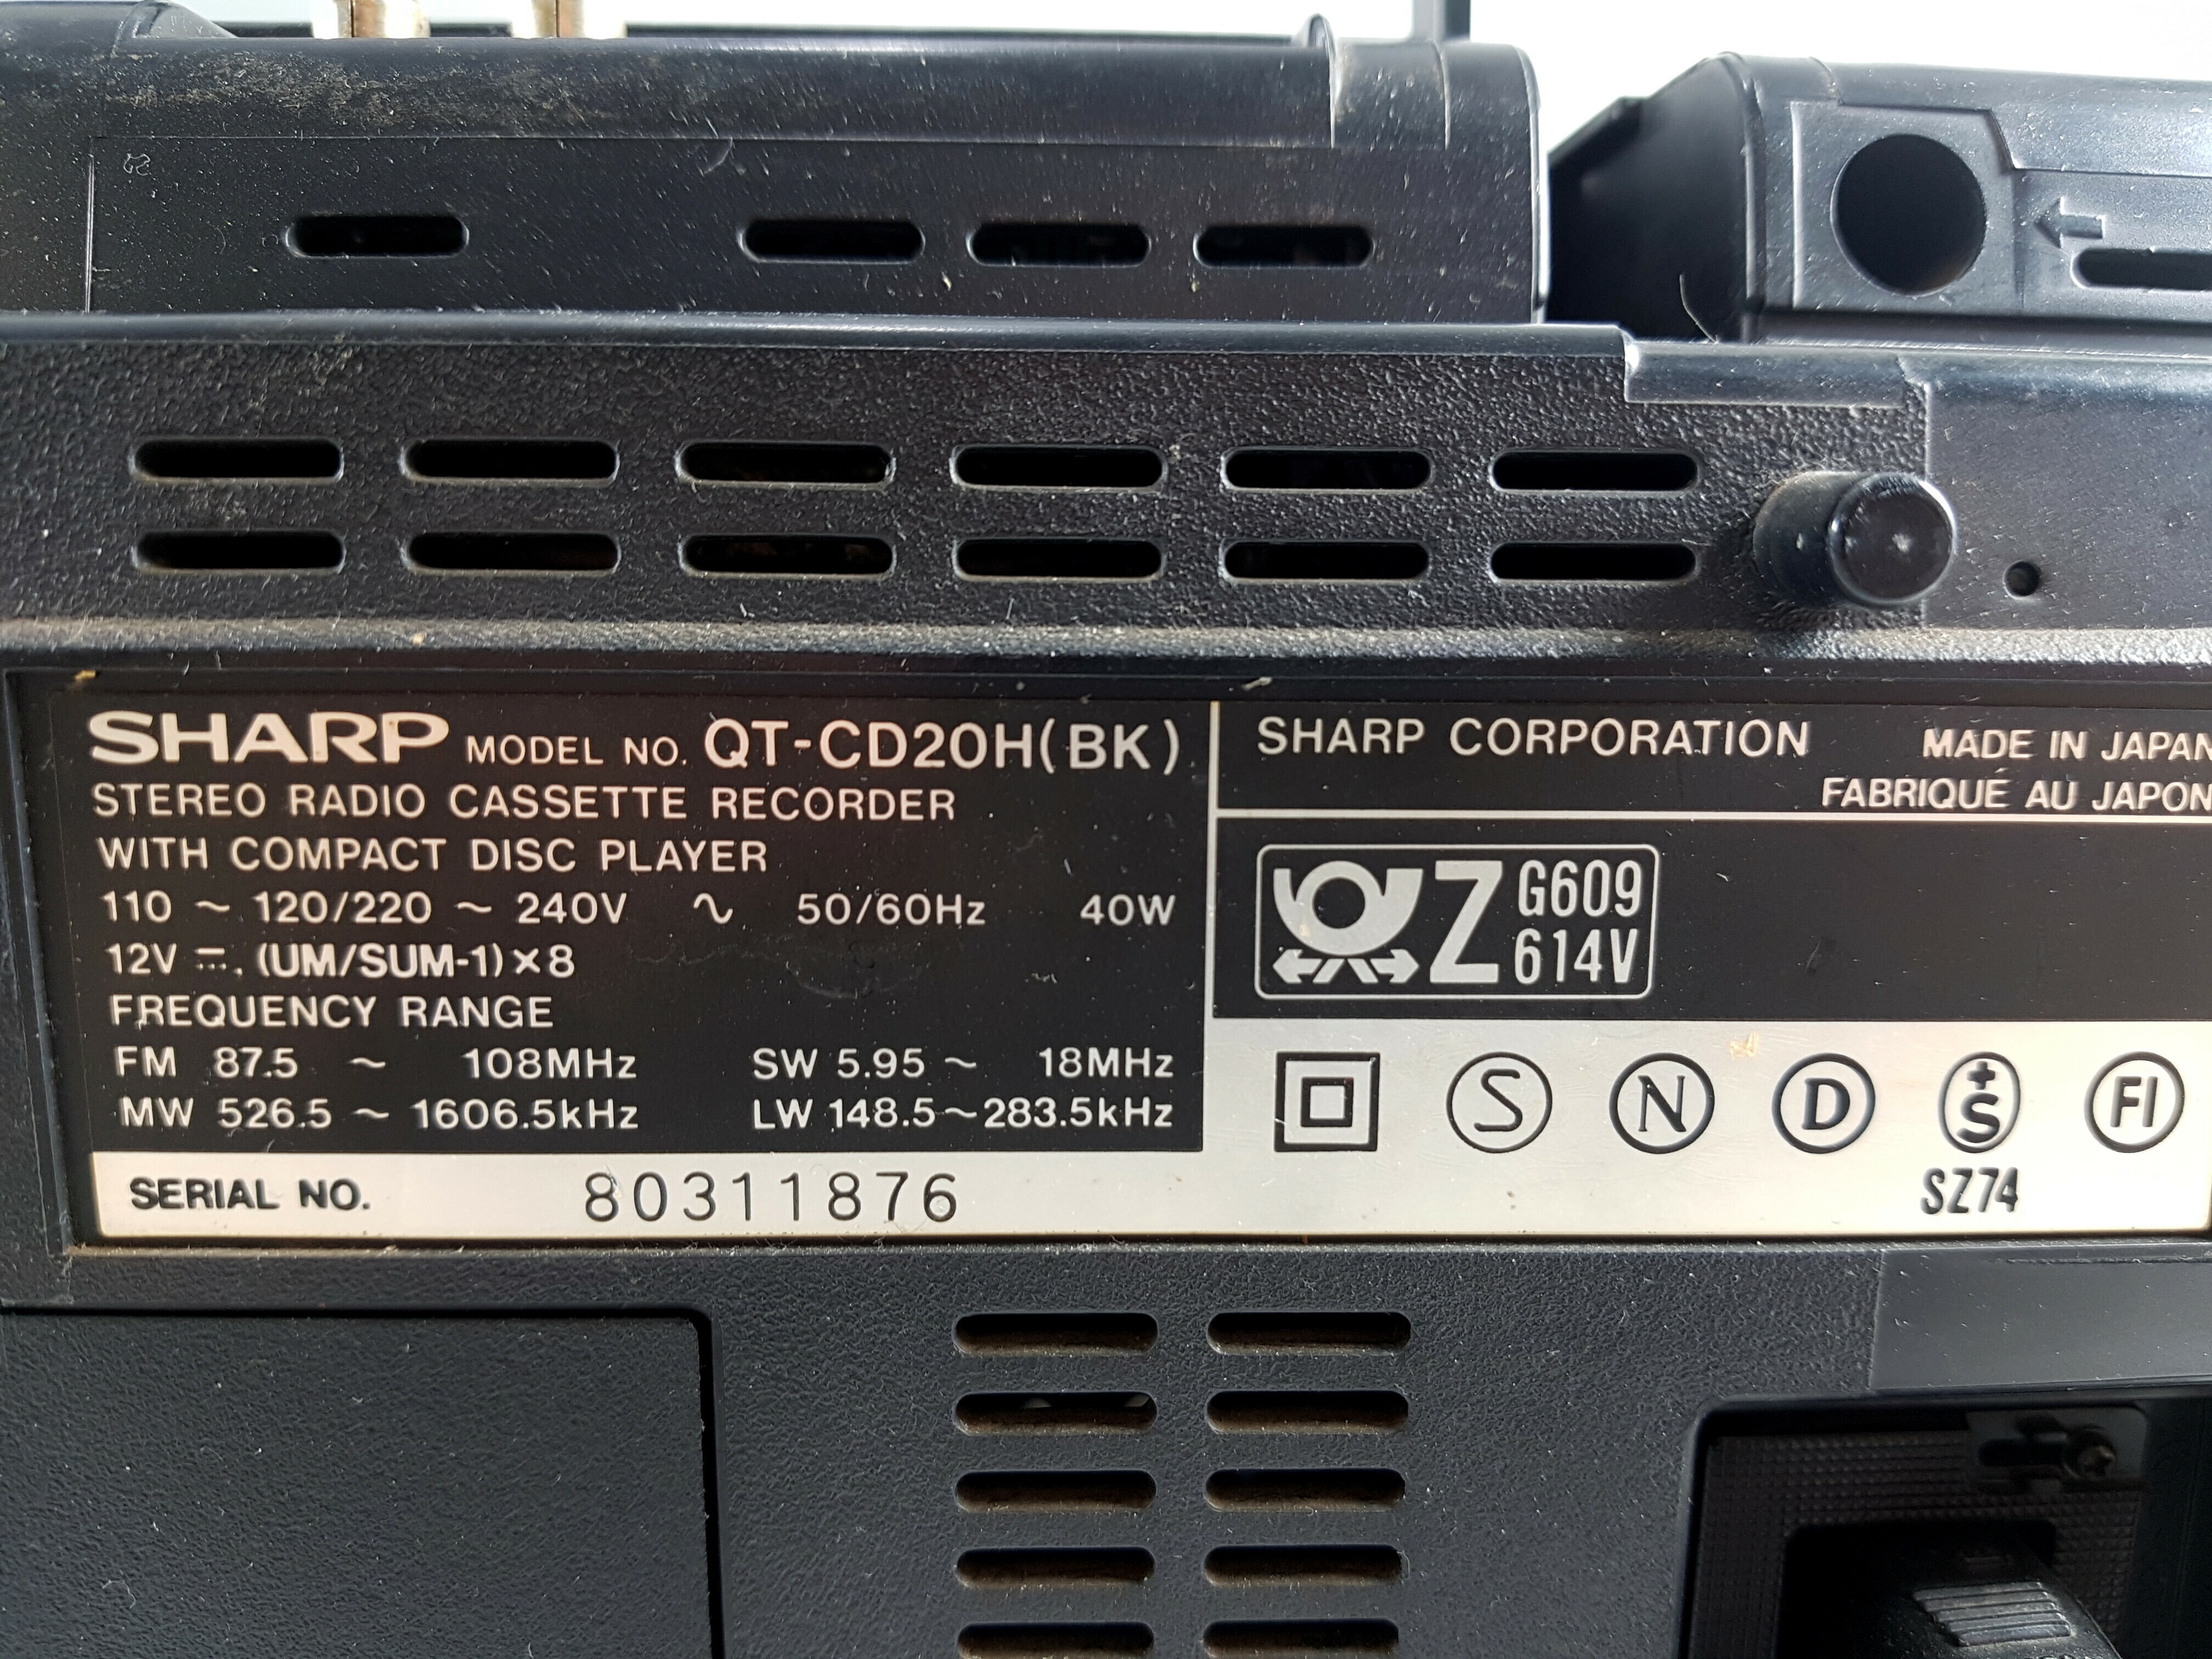 SHARP MODEL NO. QT-CD20H(BK)
STEREO RADIO CASSETTE RECORDER
WITH COMPACT DISC PLAYER
110 ~ 120/220 ~ 240V ∿ 50/60Hz 40W
12V ⎓. (UM/SUM-1)×8
FREQUENCY RANGE
FM 87.5 ~ 108MHz SW 5.95 ~ 18MHz
MW 526.5 ~ 1606.5kHz LW 148.5~283.5kHz
SERIAL NO. 80311876
SHARP CORPORATION
MADE IN JAPAN
FABRIQUÉ AU JAPON
Z G609
614V
S N D +S FI
SZ74